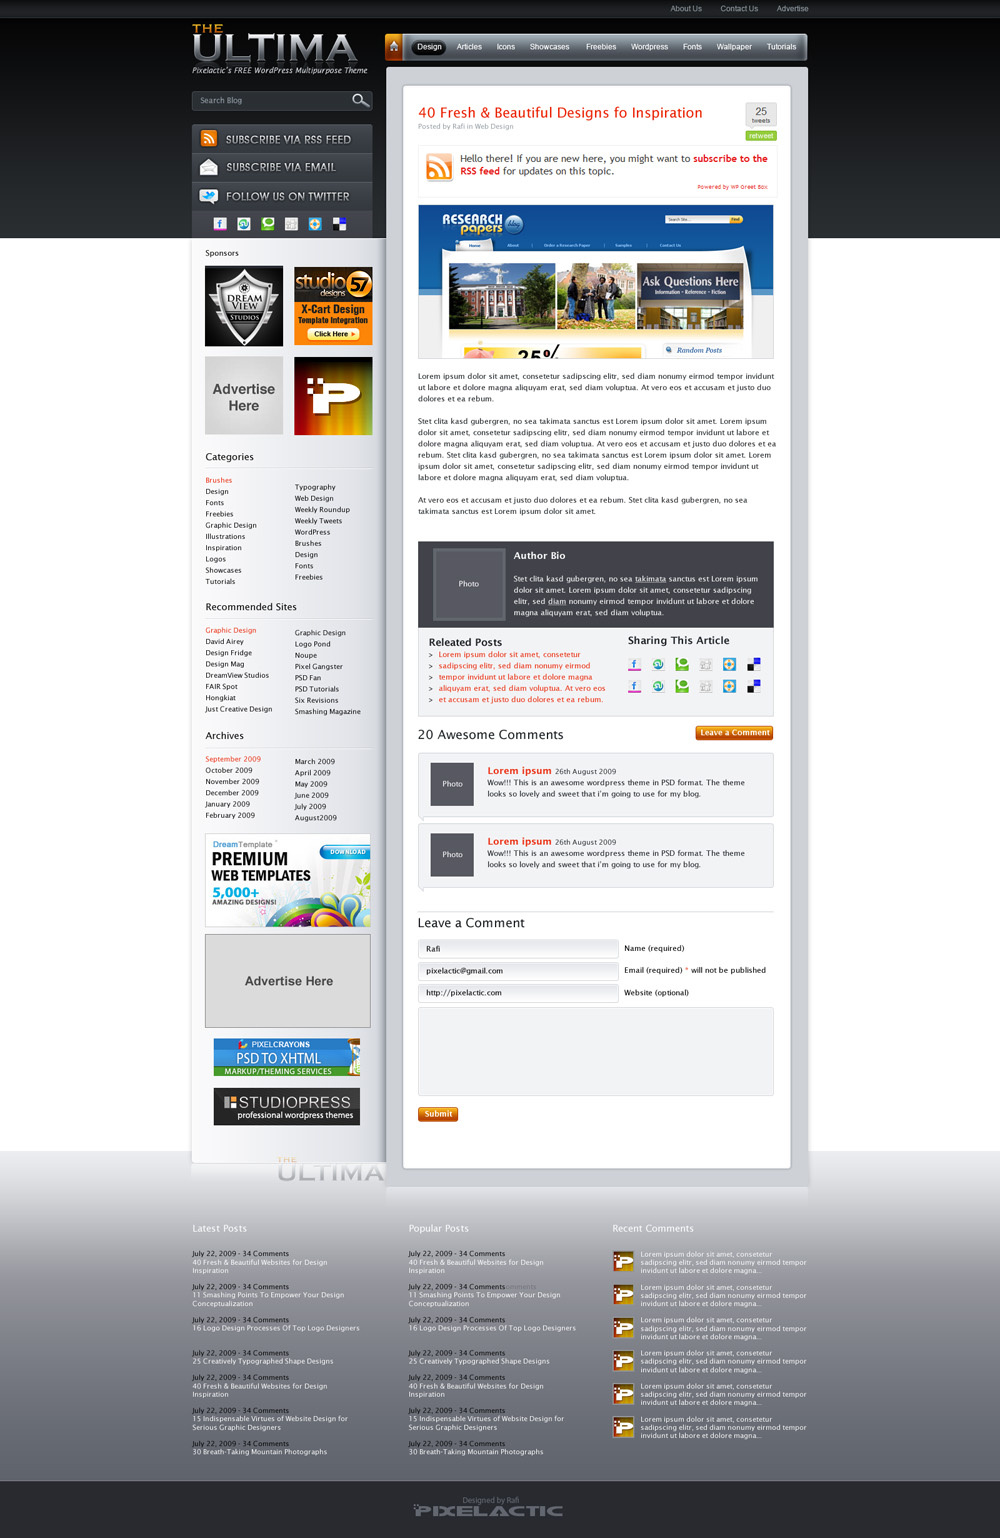 About Us Contact Us Advertise
THE
ULTIMA
Pixelactic's FREE WordPress Multipurpose Theme
Design Articles Icons Showcases Freebies Wordpress Fonts Wallpaper Tutorials
Search Blog
SUBSCRIBE VIA RSS FEED
SUBSCRIBE VIA EMAIL
FOLLOW US ON TWITTER
Sponsors
DREAM
VIEW
STUDIOS
studio 57
designs
X-Cart Design
Template Integration
Click Here
Advertise
Here
Categories
Brushes
Design
Fonts
Freebies
Graphic Design
Illustrations
Inspiration
Logos
Showcases
Tutorials
Typography
Web Design
Weekly Roundup
Weekly Tweets
WordPress
Brushes
Design
Fonts
Freebies
Recommended Sites
Graphic Design
David Airey
Design Fridge
Design Mag
DreamView Studios
FAIR Spot
Hongkiat
Just Creative Design
Graphic Design
Logo Pond
Noupe
Pixel Gangster
PSD Fan
PSD Tutorials
Six Revisions
Smashing Magazine
Archives
September 2009
October 2009
November 2009
December 2009
January 2009
February 2009
March 2009
April 2009
May 2009
June 2009
July 2009
August2009
DreamTemplate
DOWNLOAD
PREMIUM
WEB TEMPLATES
5,000+
AMAZING DESIGNS!
Advertise Here
PIXELCRAYONS
PSD TO XHTML
MARKUP/THEMING SERVICES
STUDIOPRESS
professional wordpress themes
THE
ULTIMA
40 Fresh & Beautiful Designs fo Inspiration
Posted by Rafi in Web Design
25
tweets
retweet
Hello there! If you are new here, you might want to subscribe to the
RSS feed for updates on this topic.
Powered by WP Greet Box
RESEARCH
papers
Search Site...
Find
Home About Order a Research Paper Samples Contact Us
Ask Questions Here
Information - Reference - Fiction
25%
Random Posts
Lorem ipsum dolor sit amet, consetetur sadipscing elitr, sed diam nonumy eirmod tempor invidunt
ut labore et dolore magna aliquyam erat, sed diam voluptua. At vero eos et accusam et justo duo
dolores et ea rebum.
Stet clita kasd gubergren, no sea takimata sanctus est Lorem ipsum dolor sit amet. Lorem ipsum
dolor sit amet, consetetur sadipscing elitr, sed diam nonumy eirmod tempor invidunt ut labore et
dolore magna aliquyam erat, sed diam voluptua. At vero eos et accusam et justo duo dolores et ea
rebum. Stet clita kasd gubergren, no sea takimata sanctus est Lorem ipsum dolor sit amet. Lorem
ipsum dolor sit amet, consetetur sadipscing elitr, sed diam nonumy eirmod tempor invidunt ut
labore et dolore magna aliquyam erat, sed diam voluptua.
At vero eos et accusam et justo duo dolores et ea rebum. Stet clita kasd gubergren, no sea
takimata sanctus est Lorem ipsum dolor sit amet.
Photo
Author Bio
Stet clita kasd gubergren, no sea takimata sanctus est Lorem ipsum
dolor sit amet. Lorem ipsum dolor sit amet, consetetur sadipscing
elitr, sed diam nonumy eirmod tempor invidunt ut labore et dolore
magna aliquyam erat, sed diam voluptua.
Releated Posts
> Lorem ipsum dolor sit amet, consetetur
> sadipscing elitr, sed diam nonumy eirmod
> tempor invidunt ut labore et dolore magna
> aliquyam erat, sed diam voluptua. At vero eos
> et accusam et justo duo dolores et ea rebum.
Sharing This Article
20 Awesome Comments
Leave a Comment
Photo
Lorem ipsum 26th August 2009
Wow!!! This is an awesome wordpress theme in PSD format. The theme
looks so lovely and sweet that i'm going to use for my blog.
Photo
Lorem ipsum 26th August 2009
Wow!!! This is an awesome wordpress theme in PSD format. The theme
looks so lovely and sweet that i'm going to use for my blog.
Leave a Comment
Rafi Name (required)
pixelactic@gmail.com Email (required) * will not be published
http://pixelactic.com Website (optional)
Submit
Latest Posts
July 22, 2009 - 34 Comments
40 Fresh & Beautiful Websites for Design
Inspiration
July 22, 2009 - 34 Comments
11 Smashing Points To Empower Your Design
Conceptualization
July 22, 2009 - 34 Comments
16 Logo Design Processes Of Top Logo Designers
July 22, 2009 - 34 Comments
25 Creatively Typographed Shape Designs
July 22, 2009 - 34 Comments
40 Fresh & Beautiful Websites for Design
Inspiration
July 22, 2009 - 34 Comments
15 Indispensable Virtues of Website Design for
Serious Graphic Designers
July 22, 2009 - 34 Comments
30 Breath-Taking Mountain Photographs
Popular Posts
July 22, 2009 - 34 Comments
40 Fresh & Beautiful Websites for Design
Inspiration
July 22, 2009 - 34 Comments
11 Smashing Points To Empower Your Design
Conceptualization
July 22, 2009 - 34 Comments
16 Logo Design Processes Of Top Logo Designers
July 22, 2009 - 34 Comments
25 Creatively Typographed Shape Designs
July 22, 2009 - 34 Comments
40 Fresh & Beautiful Websites for Design
Inspiration
July 22, 2009 - 34 Comments
15 Indispensable Virtues of Website Design for
Serious Graphic Designers
July 22, 2009 - 34 Comments
30 Breath-Taking Mountain Photographs
Recent Comments
Lorem ipsum dolor sit amet, consetetur
sadipscing elitr, sed diam nonumy eirmod tempor
invidunt ut labore et dolore magna...
Lorem ipsum dolor sit amet, consetetur
sadipscing elitr, sed diam nonumy eirmod tempor
invidunt ut labore et dolore magna...
Lorem ipsum dolor sit amet, consetetur
sadipscing elitr, sed diam nonumy eirmod tempor
invidunt ut labore et dolore magna...
Lorem ipsum dolor sit amet, consetetur
sadipscing elitr, sed diam nonumy eirmod tempor
invidunt ut labore et dolore magna...
Lorem ipsum dolor sit amet, consetetur
sadipscing elitr, sed diam nonumy eirmod tempor
invidunt ut labore et dolore magna...
Lorem ipsum dolor sit amet, consetetur
sadipscing elitr, sed diam nonumy eirmod tempor
invidunt ut labore et dolore magna...
Designed by Rafi
PIXELACTIC